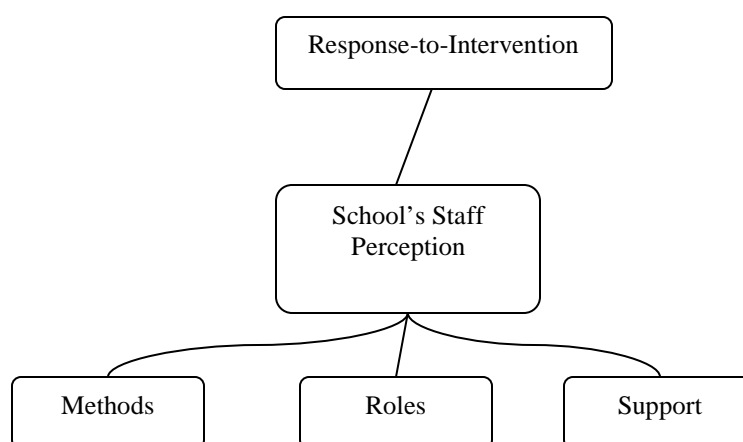 Response-to-Intervention
School’s Staff
Perception
Methods
Roles
Support